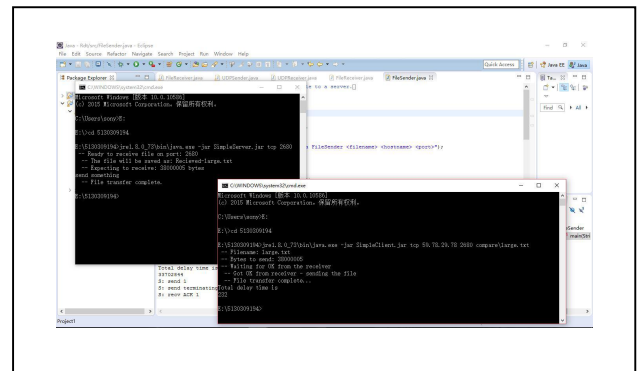 Java - Rdt/src/FileSender.java - Eclipse
File Edit Source Refactor Navigate Search Project Run Window Help
Quick Access
Java EE
Java
Package Explorer
FileReceiver.java
UDPSender.java
UDPReceiver.java
FileReceiver.java
FileSender.java
Ta...
C:\WINDOWS\system32\cmd.exe
Microsoft Windows [版本 10.0.10586]
(c) 2015 Microsoft Corporation。保留所有权利。
C:\Users\sony>E:
E:\>cd 5130309194
E:\5130309194>jre1.8.0_73\bin\java.exe -jar SimpleServer.jar tcp 2680
-- Ready to receive file on port: 2680
-- The file will be saved as: Recieved-large.txt
-- Expecting to receive: 38000005 bytes
send something
-- File transfer complete.
E:\5130309194>
to a server.
FileSender <filename> <hostname> <port>");
Find
All
C:\WINDOWS\system32\cmd.exe
Microsoft Windows [版本 10.0.10586]
(c) 2015 Microsoft Corporation。保留所有权利。
C:\Users\sony>E:
E:\>cd 5130309194
E:\5130309194>jre1.8.0_73\bin\java.exe -jar SimpleClient.jar tcp 59.78.29.78 2680 compare\large.txt
-- Filename: large.txt
-- Bytes to send: 38000005
-- Waiting for OK from the receiver
-- Got OK from receiver - sending the file
-- File transfer complete...
Total delay time is
232
E:\5130309194>
Sender
mainStri
Total delay time is
S: send 1
S: send terminating
S: recv ACK 1
Project1